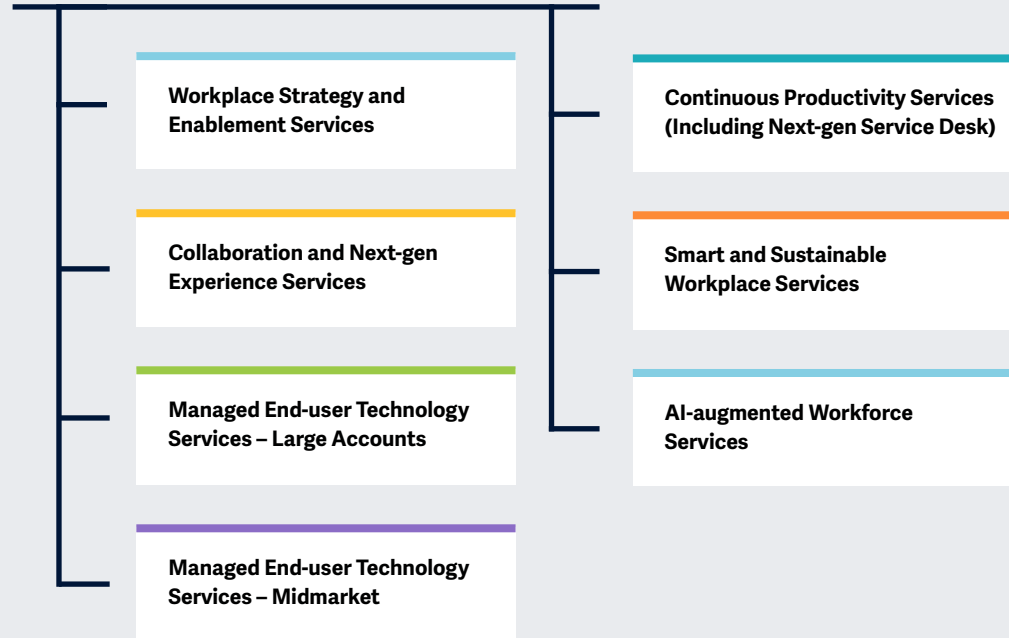 Workplace Strategy and
Enablement Services
Collaboration and Next-gen
Experience Services
Managed End-user Technology
Services – Large Accounts
Managed End-user Technology
Services – Midmarket
Continuous Productivity Services
(Including Next-gen Service Desk)
Smart and Sustainable
Workplace Services
AI-augmented Workforce
Services